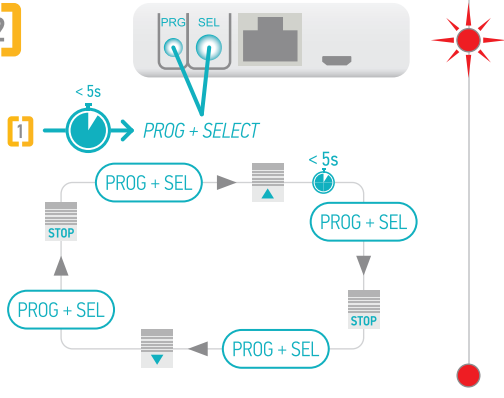 2
PRG SEL
< 5s
1
PROG + SELECT
< 5s
PROG + SEL
PROG + SEL
STOP
PROG + SEL
STOP
PROG + SEL